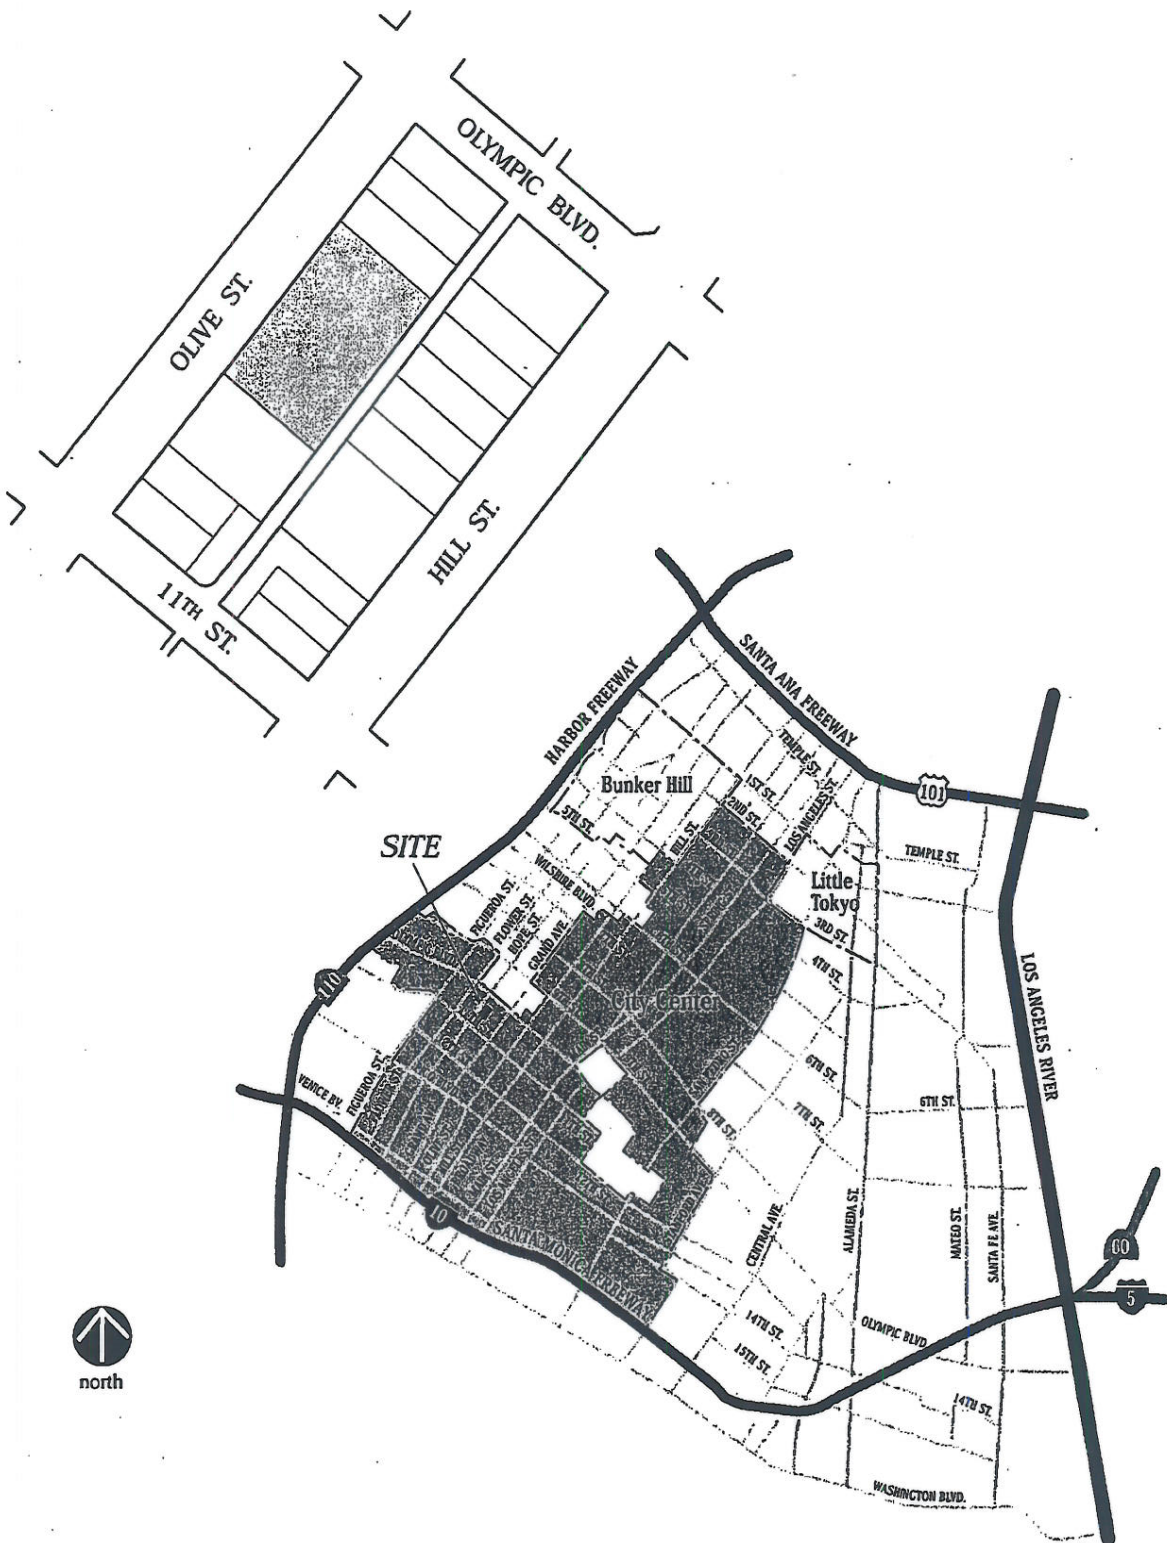 OLYMPIC BLVD.
OLIVE ST.
HILL ST.
11TH ST.
SANTA ANA FREEWAY
HARBOR FREEWAY
TEMPLE ST.
Bunker Hill
1ST ST.
101
2ND ST.
LOS ANGELES ST.
5TH ST.
HILL ST.
SITE
TEMPLE ST.
WILSHIRE BLVD.
Little
Tokyo
FIGUEROA ST.
FLOWER ST.
HOPE ST.
GRAND AVE.
3RD ST.
4TH ST.
LOS ANGELES RIVER
110
City Center
6TH ST.
FIGUEROA ST.
VENICE BV.
8TH ST.
7TH ST.
6TH ST.
10
SANTA MONICA FREEWAY
CENTRAL AVE.
ALAMEDA ST.
MATEO ST.
SANTA FE AVE.
60
5
14TH ST.
OLYMPIC BLVD
15TH ST.
north
14TH ST.
WASHINGTON BLVD.